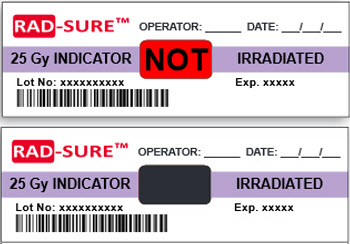 RAD-SURE™ OPERATOR: ______ DATE: ___/___/___
25 Gy INDICATOR NOT IRRADIATED
Lot No: xxxxxxxxxx Exp. xxxxx
RAD-SURE™ OPERATOR: ______ DATE: ___/___/___
25 Gy INDICATOR IRRADIATED
Lot No: xxxxxxxxxx Exp. xxxxx